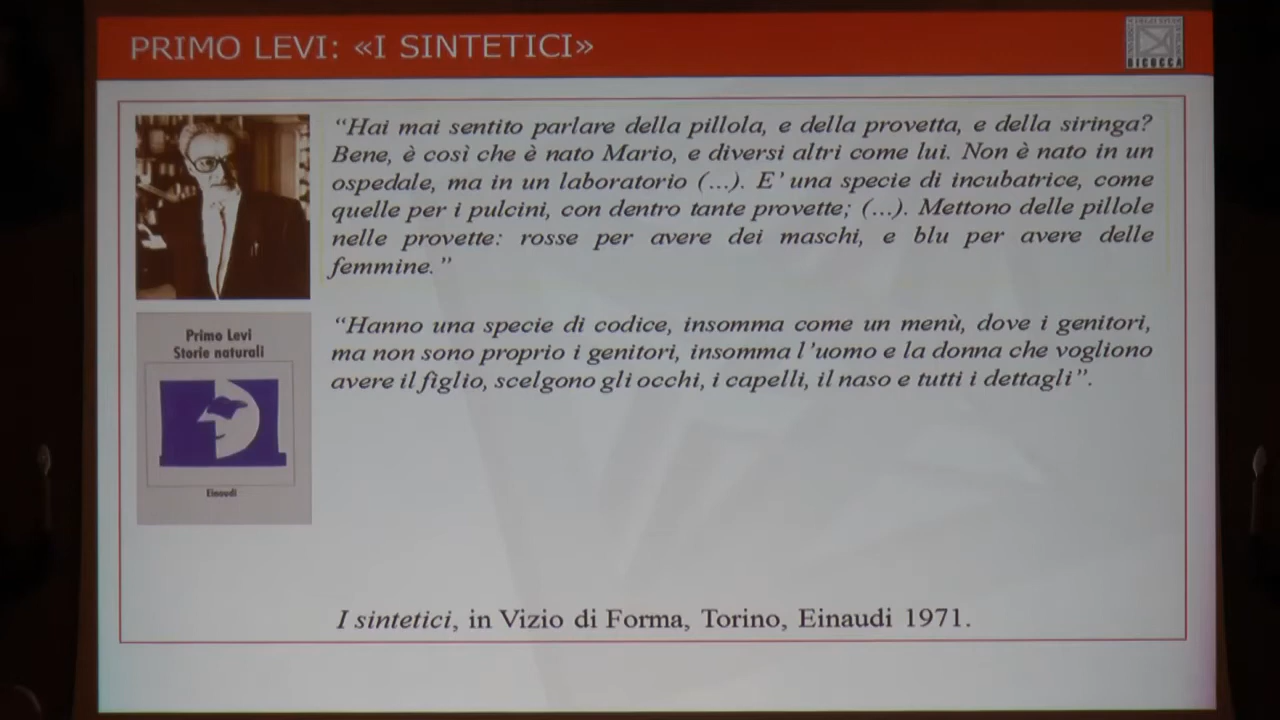 PRIMO LEVI: «I SINTETICI»
BICOCCA
“Hai mai sentito parlare della pillola, e della provetta, e della siringa?
Bene, è così che è nato Mario, e diversi altri come lui. Non è nato in un
ospedale, ma in un laboratorio (...). E’ una specie di incubatrice, come
quelle per i pulcini, con dentro tante provette; (...). Mettono delle pillole
nelle provette: rosse per avere dei maschi, e blu per avere delle
femmine.”
Primo Levi
Storie naturali
Einaudi
“Hanno una specie di codice, insomma come un menù, dove i genitori,
ma non sono proprio i genitori, insomma l’uomo e la donna che vogliono
avere il figlio, scelgono gli occhi, i capelli, il naso e tutti i dettagli”.
I sintetici, in Vizio di Forma, Torino, Einaudi 1971.